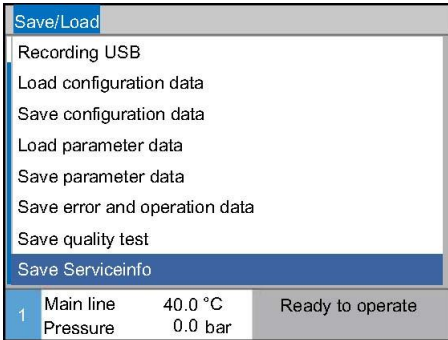 Save/Load
Recording USB
Load configuration data
Save configuration data
Load parameter data
Save parameter data
Save error and operation data
Save quality test
Save Serviceinfo
1 Main line 40.0 °C Ready to operate
Pressure 0.0 bar